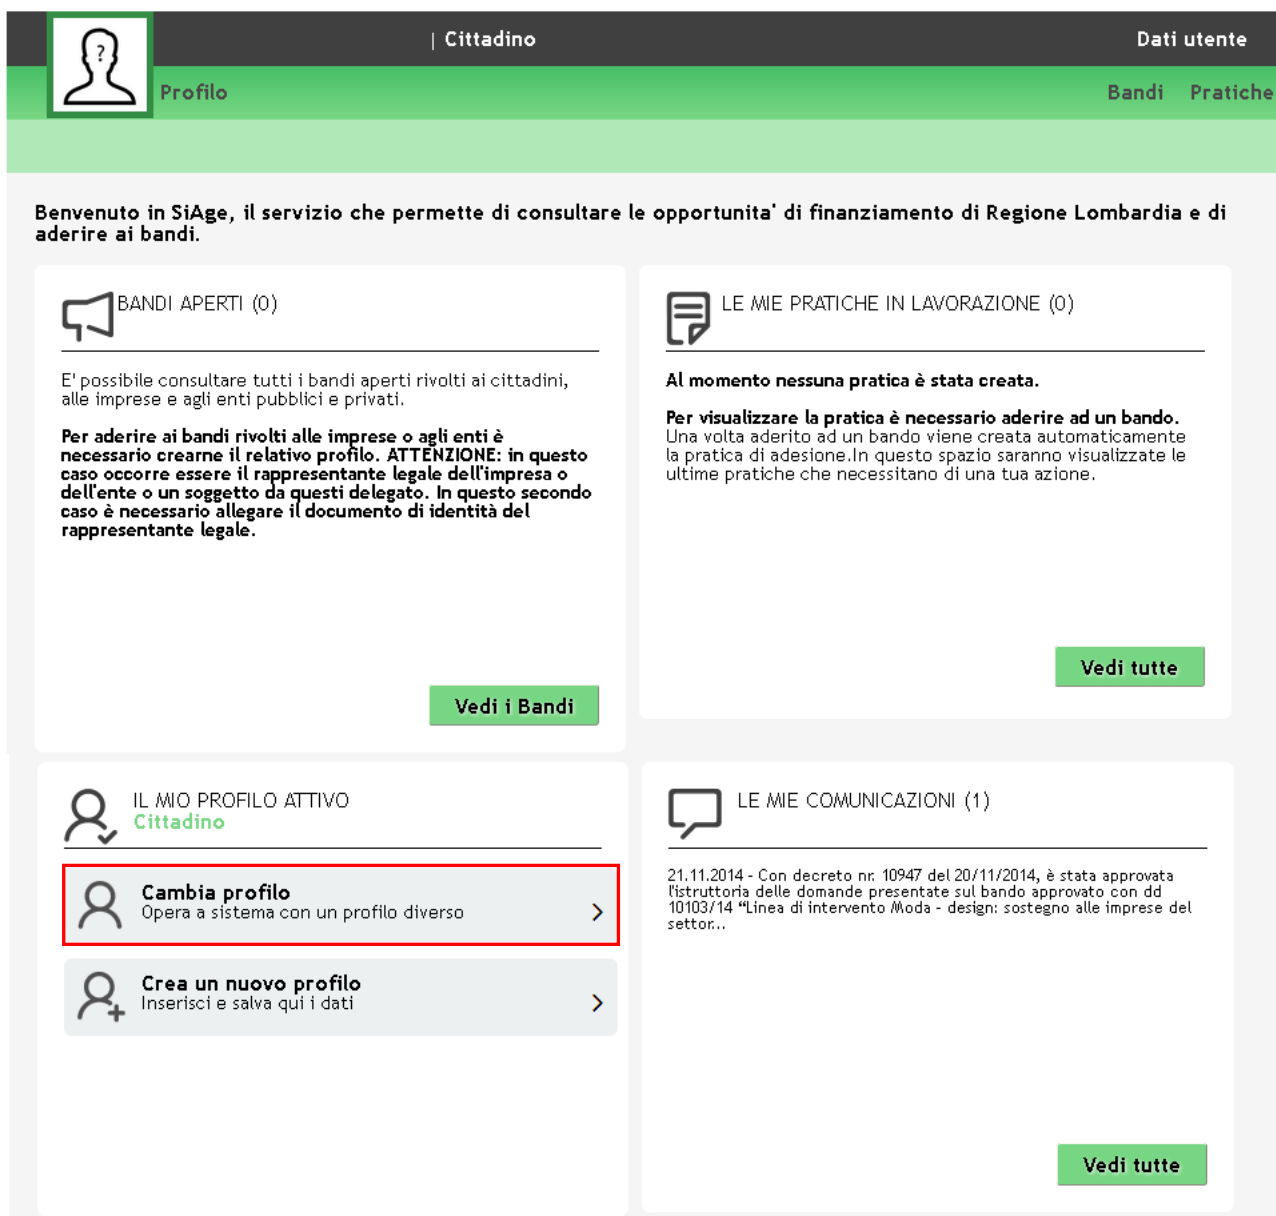 ?
| Cittadino
Dati utente
Profilo
Bandi
Pratiche
Benvenuto in SiAge, il servizio che permette di consultare le opportunita' di finanziamento di Regione Lombardia e di
aderire ai bandi.
BANDI APERTI (0)
E' possibile consultare tutti i bandi aperti rivolti ai cittadini,
alle imprese e agli enti pubblici e privati.
Per aderire ai bandi rivolti alle imprese o agli enti è
necessario crearne il relativo profilo. ATTENZIONE: in questo
caso occorre essere il rappresentante legale dell'impresa o
dell'ente o un soggetto da questi delegato. In questo secondo
caso è necessario allegare il documento di identità del
rappresentante legale.
Vedi i Bandi
LE MIE PRATICHE IN LAVORAZIONE (0)
Al momento nessuna pratica è stata creata.
Per visualizzare la pratica è necessario aderire ad un bando.
Una volta aderito ad un bando viene creata automaticamente
la pratica di adesione.In questo spazio saranno visualizzate le
ultime pratiche che necessitano di una tua azione.
Vedi tutte
IL MIO PROFILO ATTIVO
Cittadino
Cambia profilo
Opera a sistema con un profilo diverso
Crea un nuovo profilo
Inserisci e salva qui i dati
LE MIE COMUNICAZIONI (1)
21.11.2014 - Con decreto nr. 10947 del 20/11/2014, è stata approvata
l'istruttoria delle domande presentate sul bando approvato con dd
10103/14 “Linea di intervento Moda - design: sostegno alle imprese del
settor...
Vedi tutte